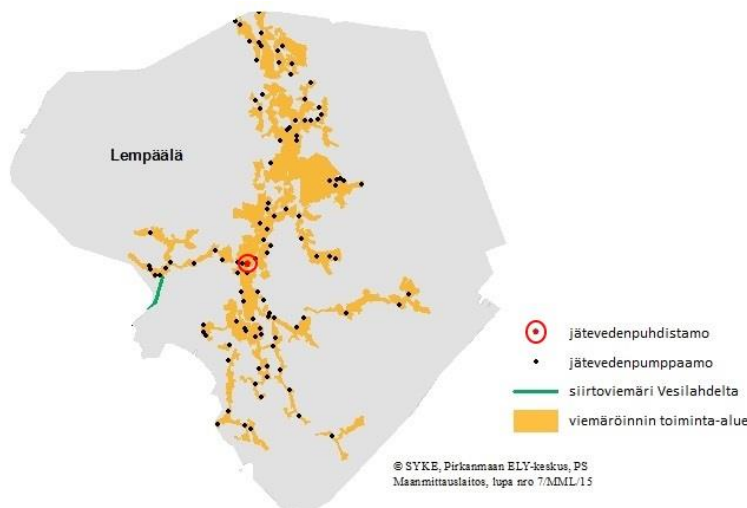 Lempäälä
jätevedenpuhdistamo
jätevedenpumppaamo
siirtoviemäri Vesilahdelta
viemäröinnin toiminta-alue
© SYKE, Pirkanmaan ELY-keskus, PS
Maanmittauslaitos, lupa nro 7/MML/15